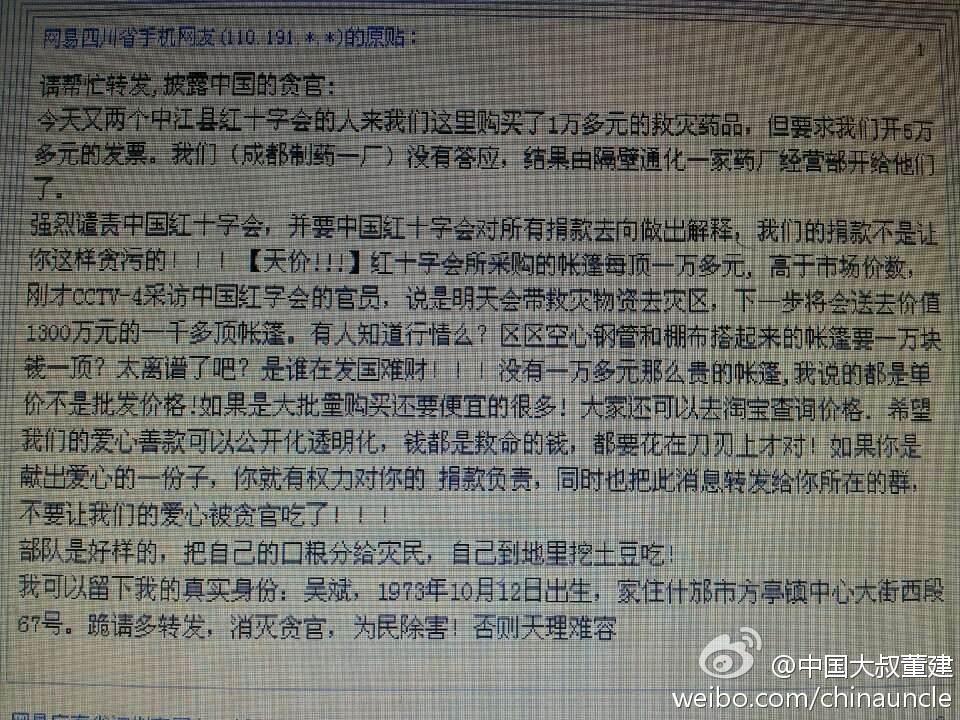 网易四川省手机网友(110.191.*.*)的原贴：
1
请帮忙转发,披露中国的贪官:
今天又两个中江县红十字会的人来我们这里购买了1万多元的救灾药品，但要求我们开5万
多元的发票。我们（成都制药一厂）没有答应，结果由隔壁通化一家药厂经营部开给他们
了。
强烈谴责中国红十字会，并要中国红十字会对所有捐款去向做出解释，我们的捐款不是让
你这样贪污的！！！【天价!!!】红十字会所采购的帐篷每顶一万多元, 高于市场价数,
刚才CCTV-4采访中国红字会的官员，说是明天会带救灾物资去灾区，下一步将会送去价值
1300万元的一千多顶帐篷。有人知道行情么？区区空心钢管和棚布搭起来的帐篷要一万块
钱一顶？太离谱了吧？是谁在发国难财！！！没有一万多元那么贵的帐篷,我说的都是单
价不是批发价格!如果是大批量购买还要便宜的很多！大家还可以去淘宝查询价格. 希望
我们的爱心善款可以公开化透明化，钱都是救命的钱，都要花在刀刃上才对！如果你是
献出爱心的一份子，你就有权力对你的 捐款负责，同时也把此消息转发给你所在的群，
不要让我们的爱心被贪官吃了！！！
部队是好样的，把自己的口粮分给灾民，自己到地里挖土豆吃！
我可以留下我的真实身份：吴斌，1973年10月12日出生，家住什邡市方亭镇中心大街西段
67号。跪请多转发，消灭贪官，为民除害！否则天理难容
@中国大叔董建
weibo.com/chinauncle